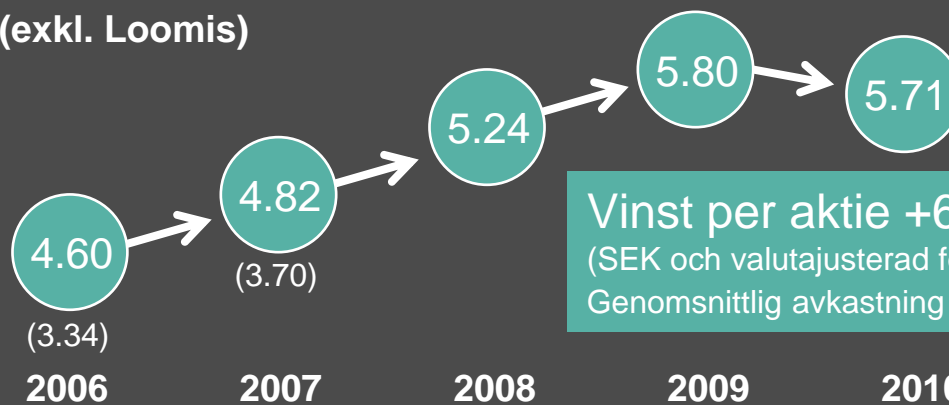 (exkl. Loomis)
5.80
5.71
5.24
4.82
4.60
(3.70)
(3.34)
Vinst per aktie +6
(SEK och valutajusterad
Genomsnittlig avkastning
2006 2007 2008 2009